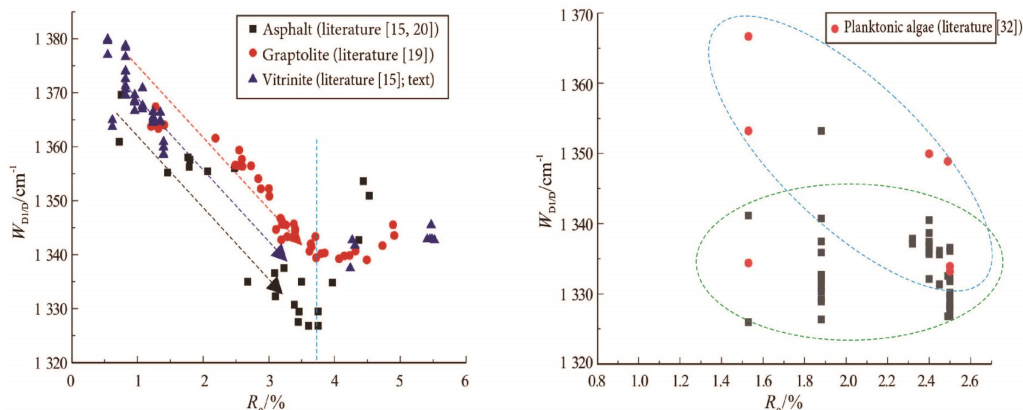 Asphalt (literature [15, 20])
Graptolite (literature [19])
Vitrinite (literature [15]; text)
W_D1/D/cm⁻¹
1 380
1 370
1 360
1 350
1 340
1 330
1 320
0 1 2 3 4 5 6
Rₒ/%
Planktonic algae (literature [32])
W_D1/D/cm⁻¹
1 370
1 360
1 350
1 340
1 330
1 320
0.8 1.0 1.2 1.4 1.6 1.8 2.0 2.2 2.4 2.6
Rₒ/%